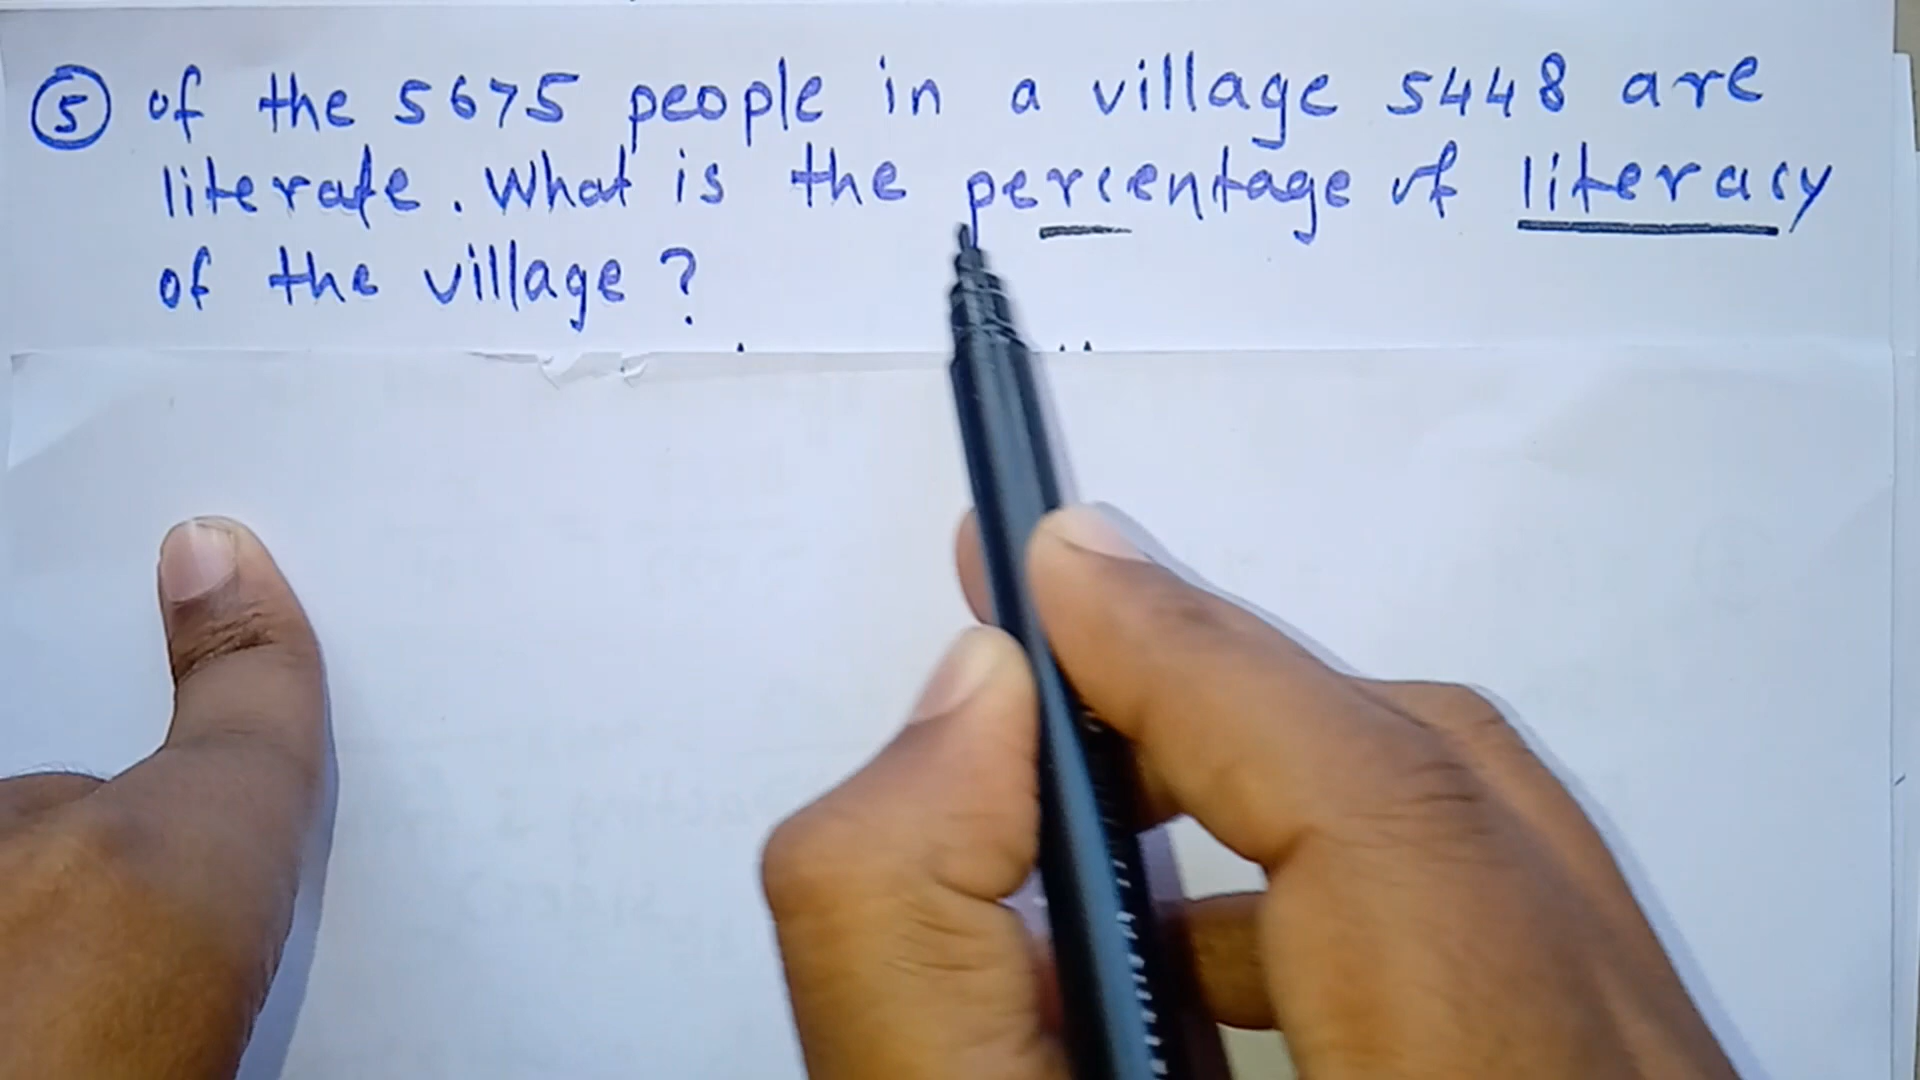 ⑤ of the 5675 people in a village 5448 are
literate. What is the percentage of literacy
of the village?